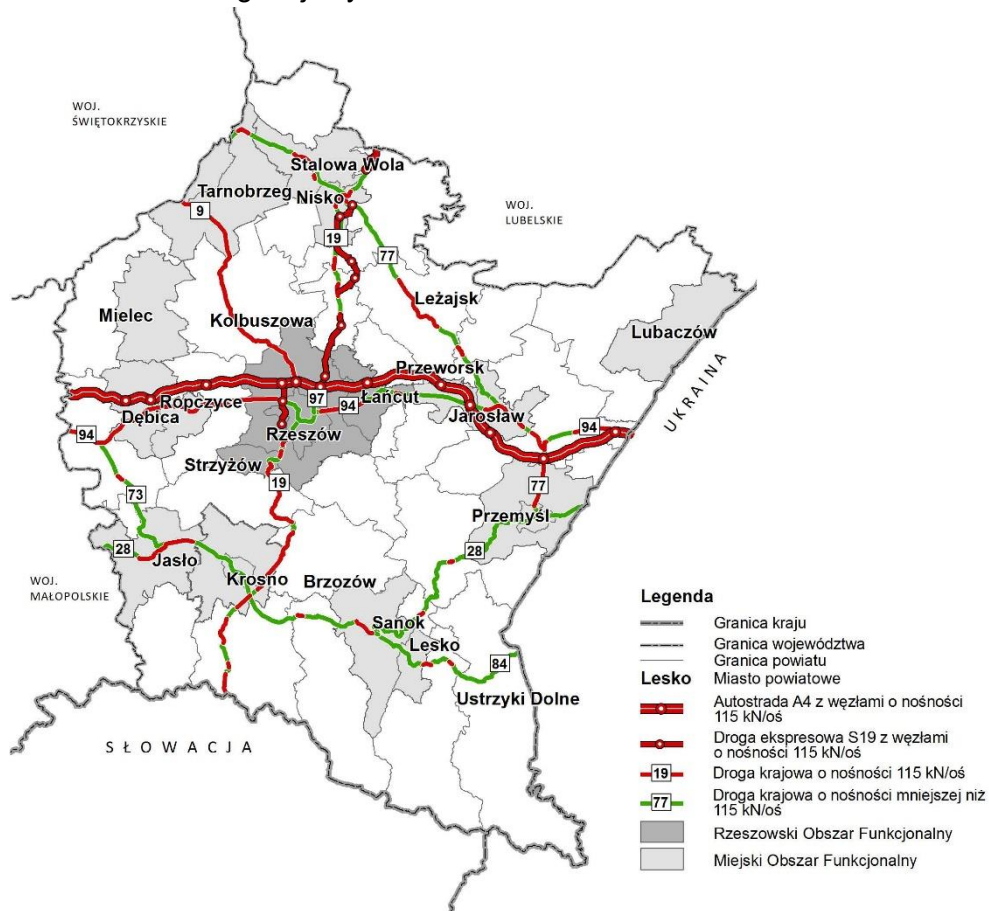 WOJ.
ŚWIĘTOKRZYSKIE
Stalowa Wola
Tarnobrzeg
Nisko
9
WOJ.
LUBELSKIE
19
77
Leżajsk
Mielec
Kolbuszowa
Lubaczów
Przeworsk
UKRAINA
Ropczyce
97
Łańcut
94
Dębica
Jarosław
94
94
Rzeszów
Strzyżów
19
77
73
Przemyśl
28
28
Jasło
WOJ.
MAŁOPOLSKIE
Krosno
Brzozów
Sanok
Lesko
84
Ustrzyki Dolne
SŁOWACJA
Legenda
Granica kraju
Granica województwa
Granica powiatu
Lesko Miasto powiatowe
Autostrada A4 z węzłami o nośności
115 kN/oś
Droga ekspresowa S19 z węzłami
o nośności 115 kN/oś
19 Droga krajowa o nośności 115 kN/oś
77 Droga krajowa o nośności mniejszej niż
115 kN/oś
Rzeszowski Obszar Funkcjonalny
Miejski Obszar Funkcjonalny